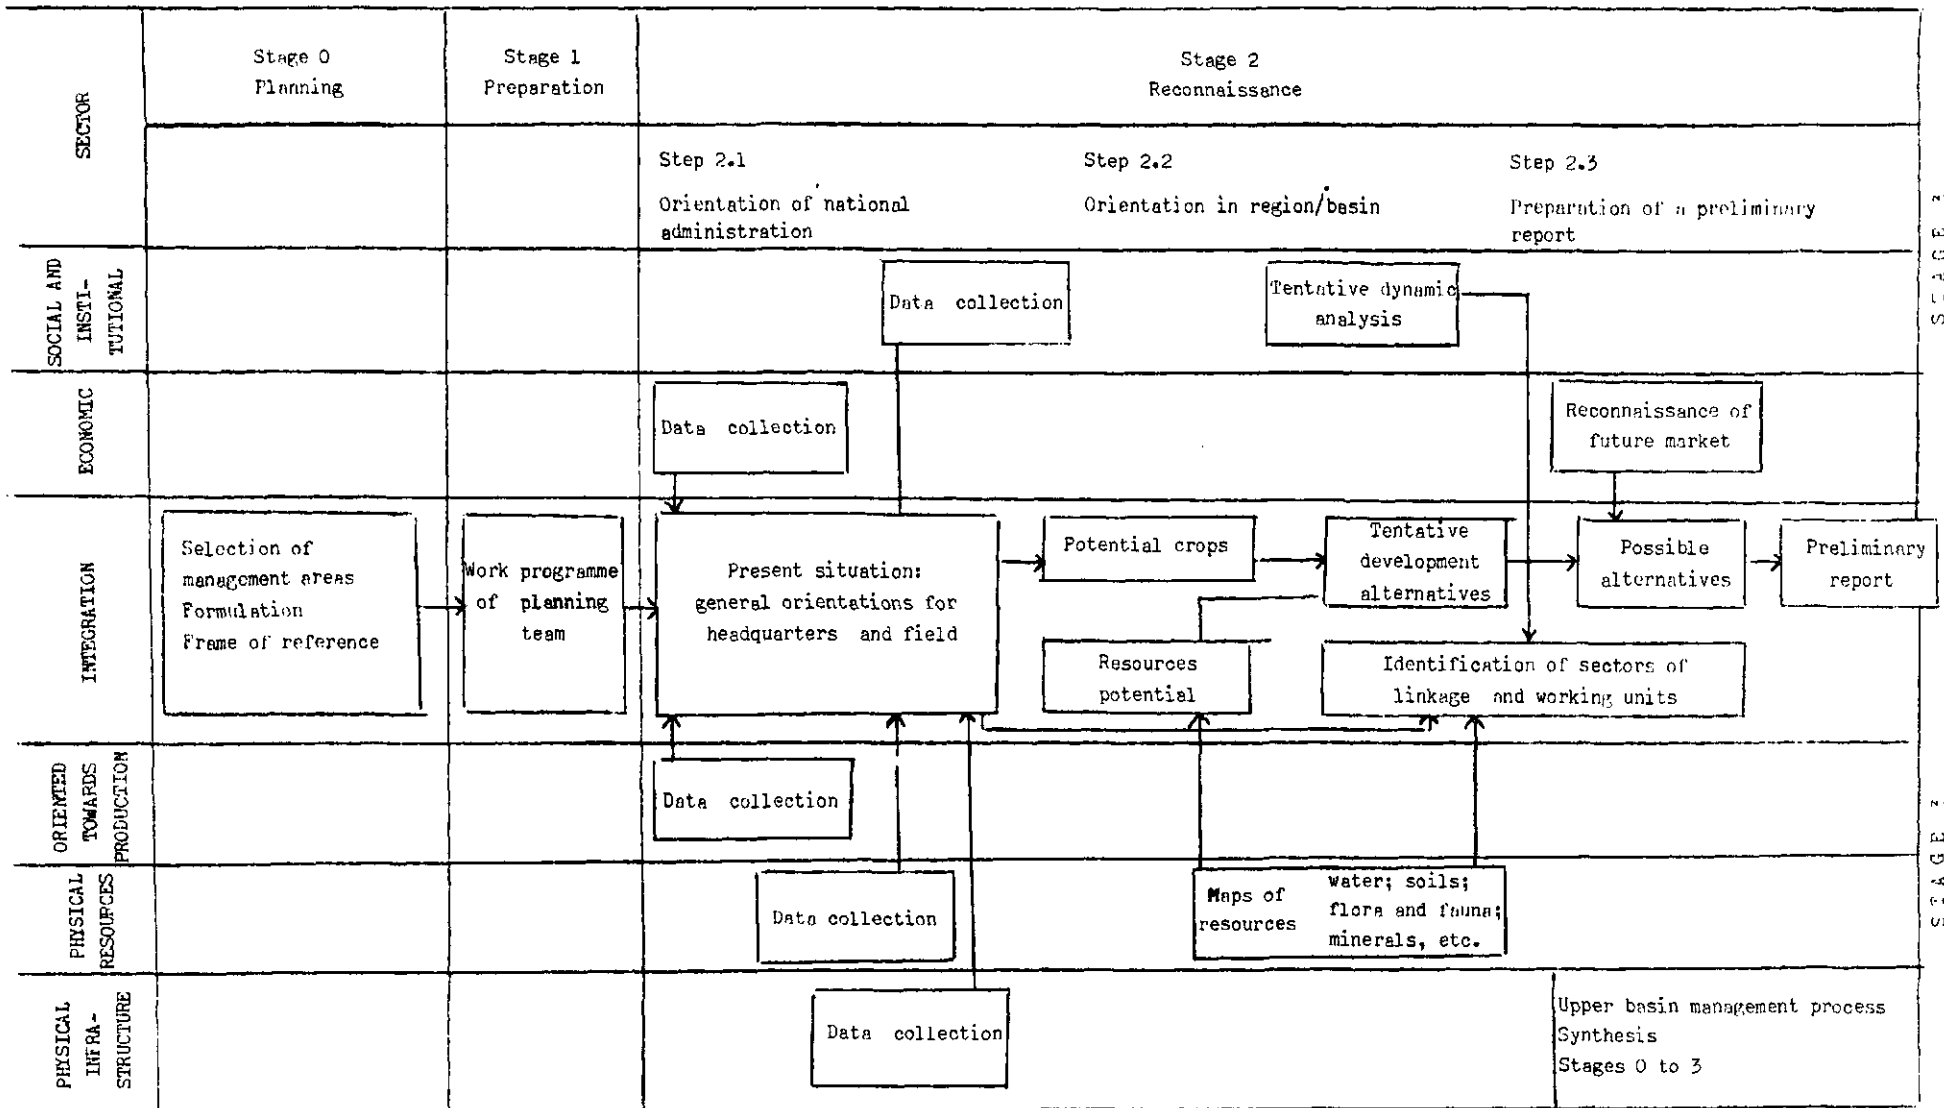 SECTOR
Stage 0
Planning
Stage 1
Preparation
Stage 2
Reconnaissance
Step 2.1
Orientation of national
administration
Step 2.2
Orientation in region/basin
Step 2.3
Preparation of a preliminary
report
SOCIAL AND
INSTI-
TUTIONAL
Data collection
Tentative dynamic
analysis
ECONOMIC
Data collection
Reconnaissance of
future market
INTEGRATION
Selection of
management areas
Formulation
Frame of reference
Work programme
of planning
team
Present situation:
general orientations for
headquarters and field
Potential crops
Tentative
development
alternatives
Possible
alternatives
Preliminary
report
Resources
potential
Identification of sectors of
linkage and working units
ORIENTED
TOWARDS
PRODUCTION
Data collection
PHYSICAL
RESOURCES
Data collection
Maps of
resources
water; soils;
flora and fauna;
minerals, etc.
PHYSICAL
INFRA-
STRUCTURE
Data collection
Upper basin management process
Synthesis
Stages 0 to 3